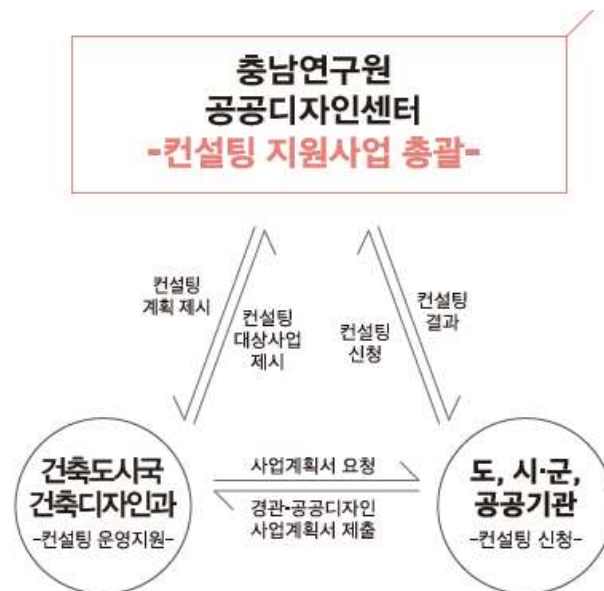 충남연구원
공공디자인센터
-컨설팅 지원사업 총괄-
컨설팅
계획 제시
컨설팅
대상사업
제시
컨설팅
신청
컨설팅
결과
건축도시국
건축디자인과
-컨설팅 운영지원-
사업계획서 요청
경관·공공디자인
사업계획서 제출
도, 시·군,
공공기관
-컨설팅 신청-